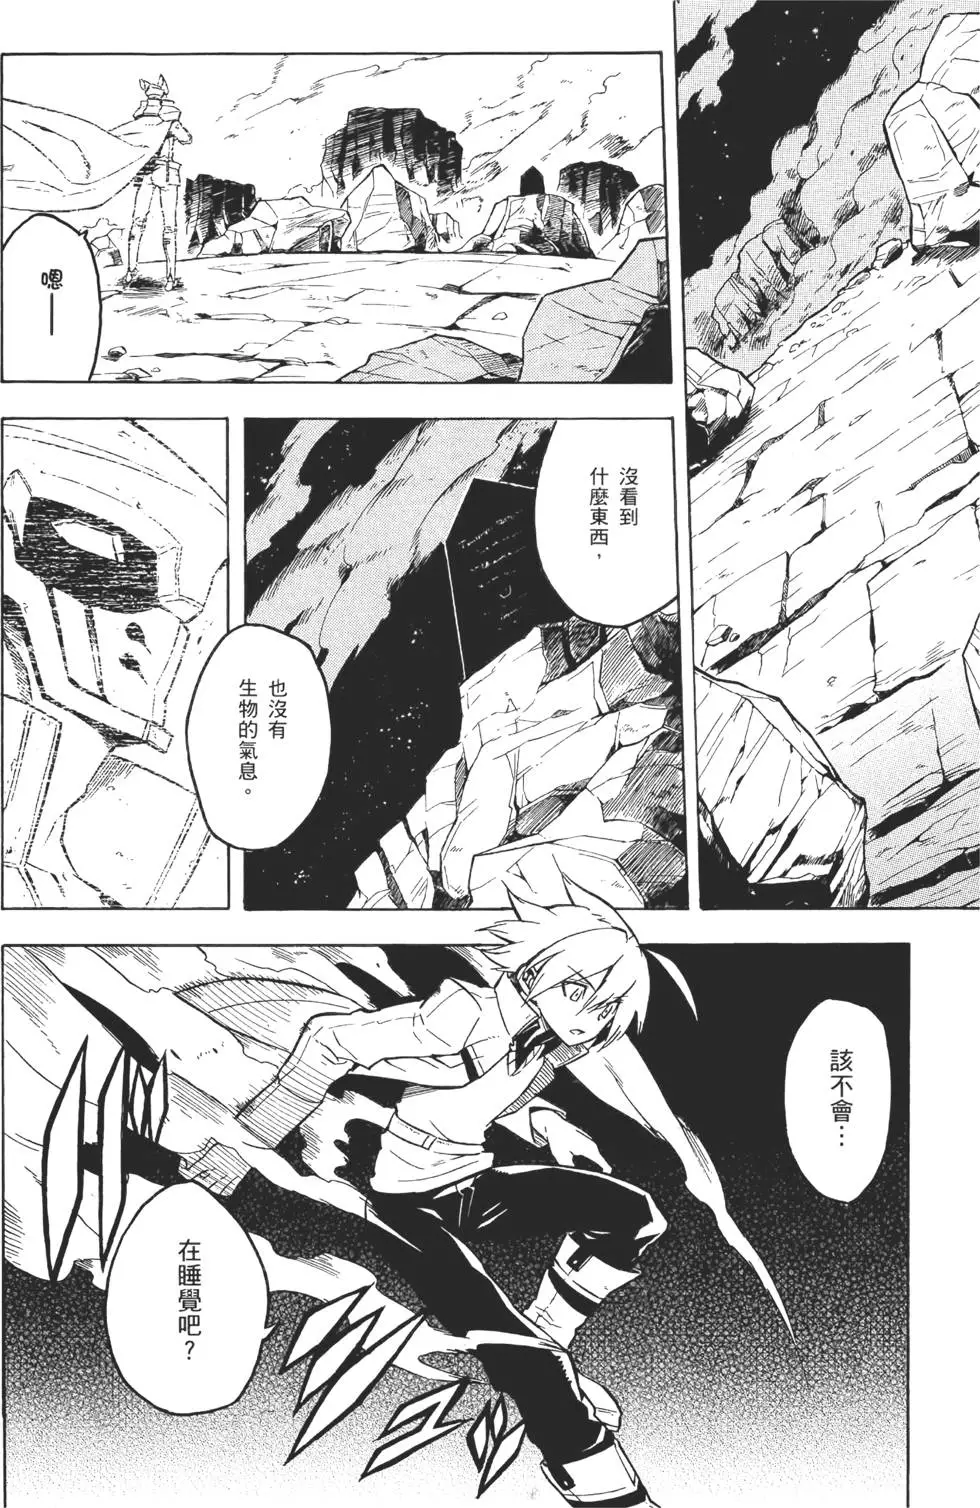 嗯──
沒看到
什麼東西，
也沒有
生物的氣息。
該不會…
在睡覺吧？